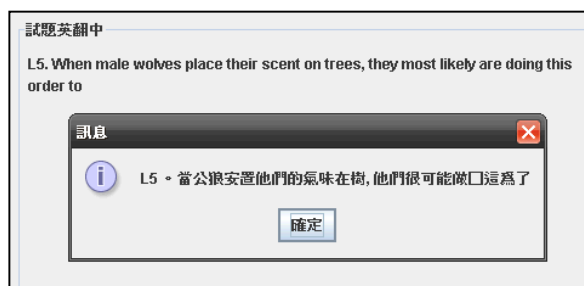 試題英翻中
L5. When male wolves place their scent on trees, they most likely are doing this
order to
訊息
L5。當公狼安置他們的氣味在樹, 他們很可能做□這爲了
確定